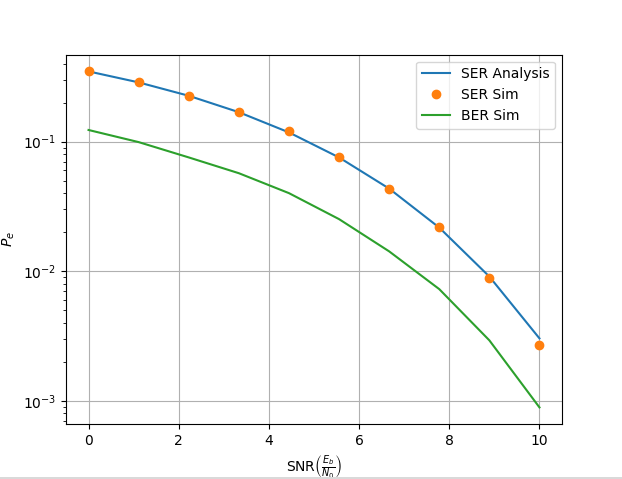 SER Analysis
SER Sim
BER Sim
10⁻¹
10⁻²
10⁻³
Pₑ
0 2 4 6 8 10
SNR(E_b/N_0)